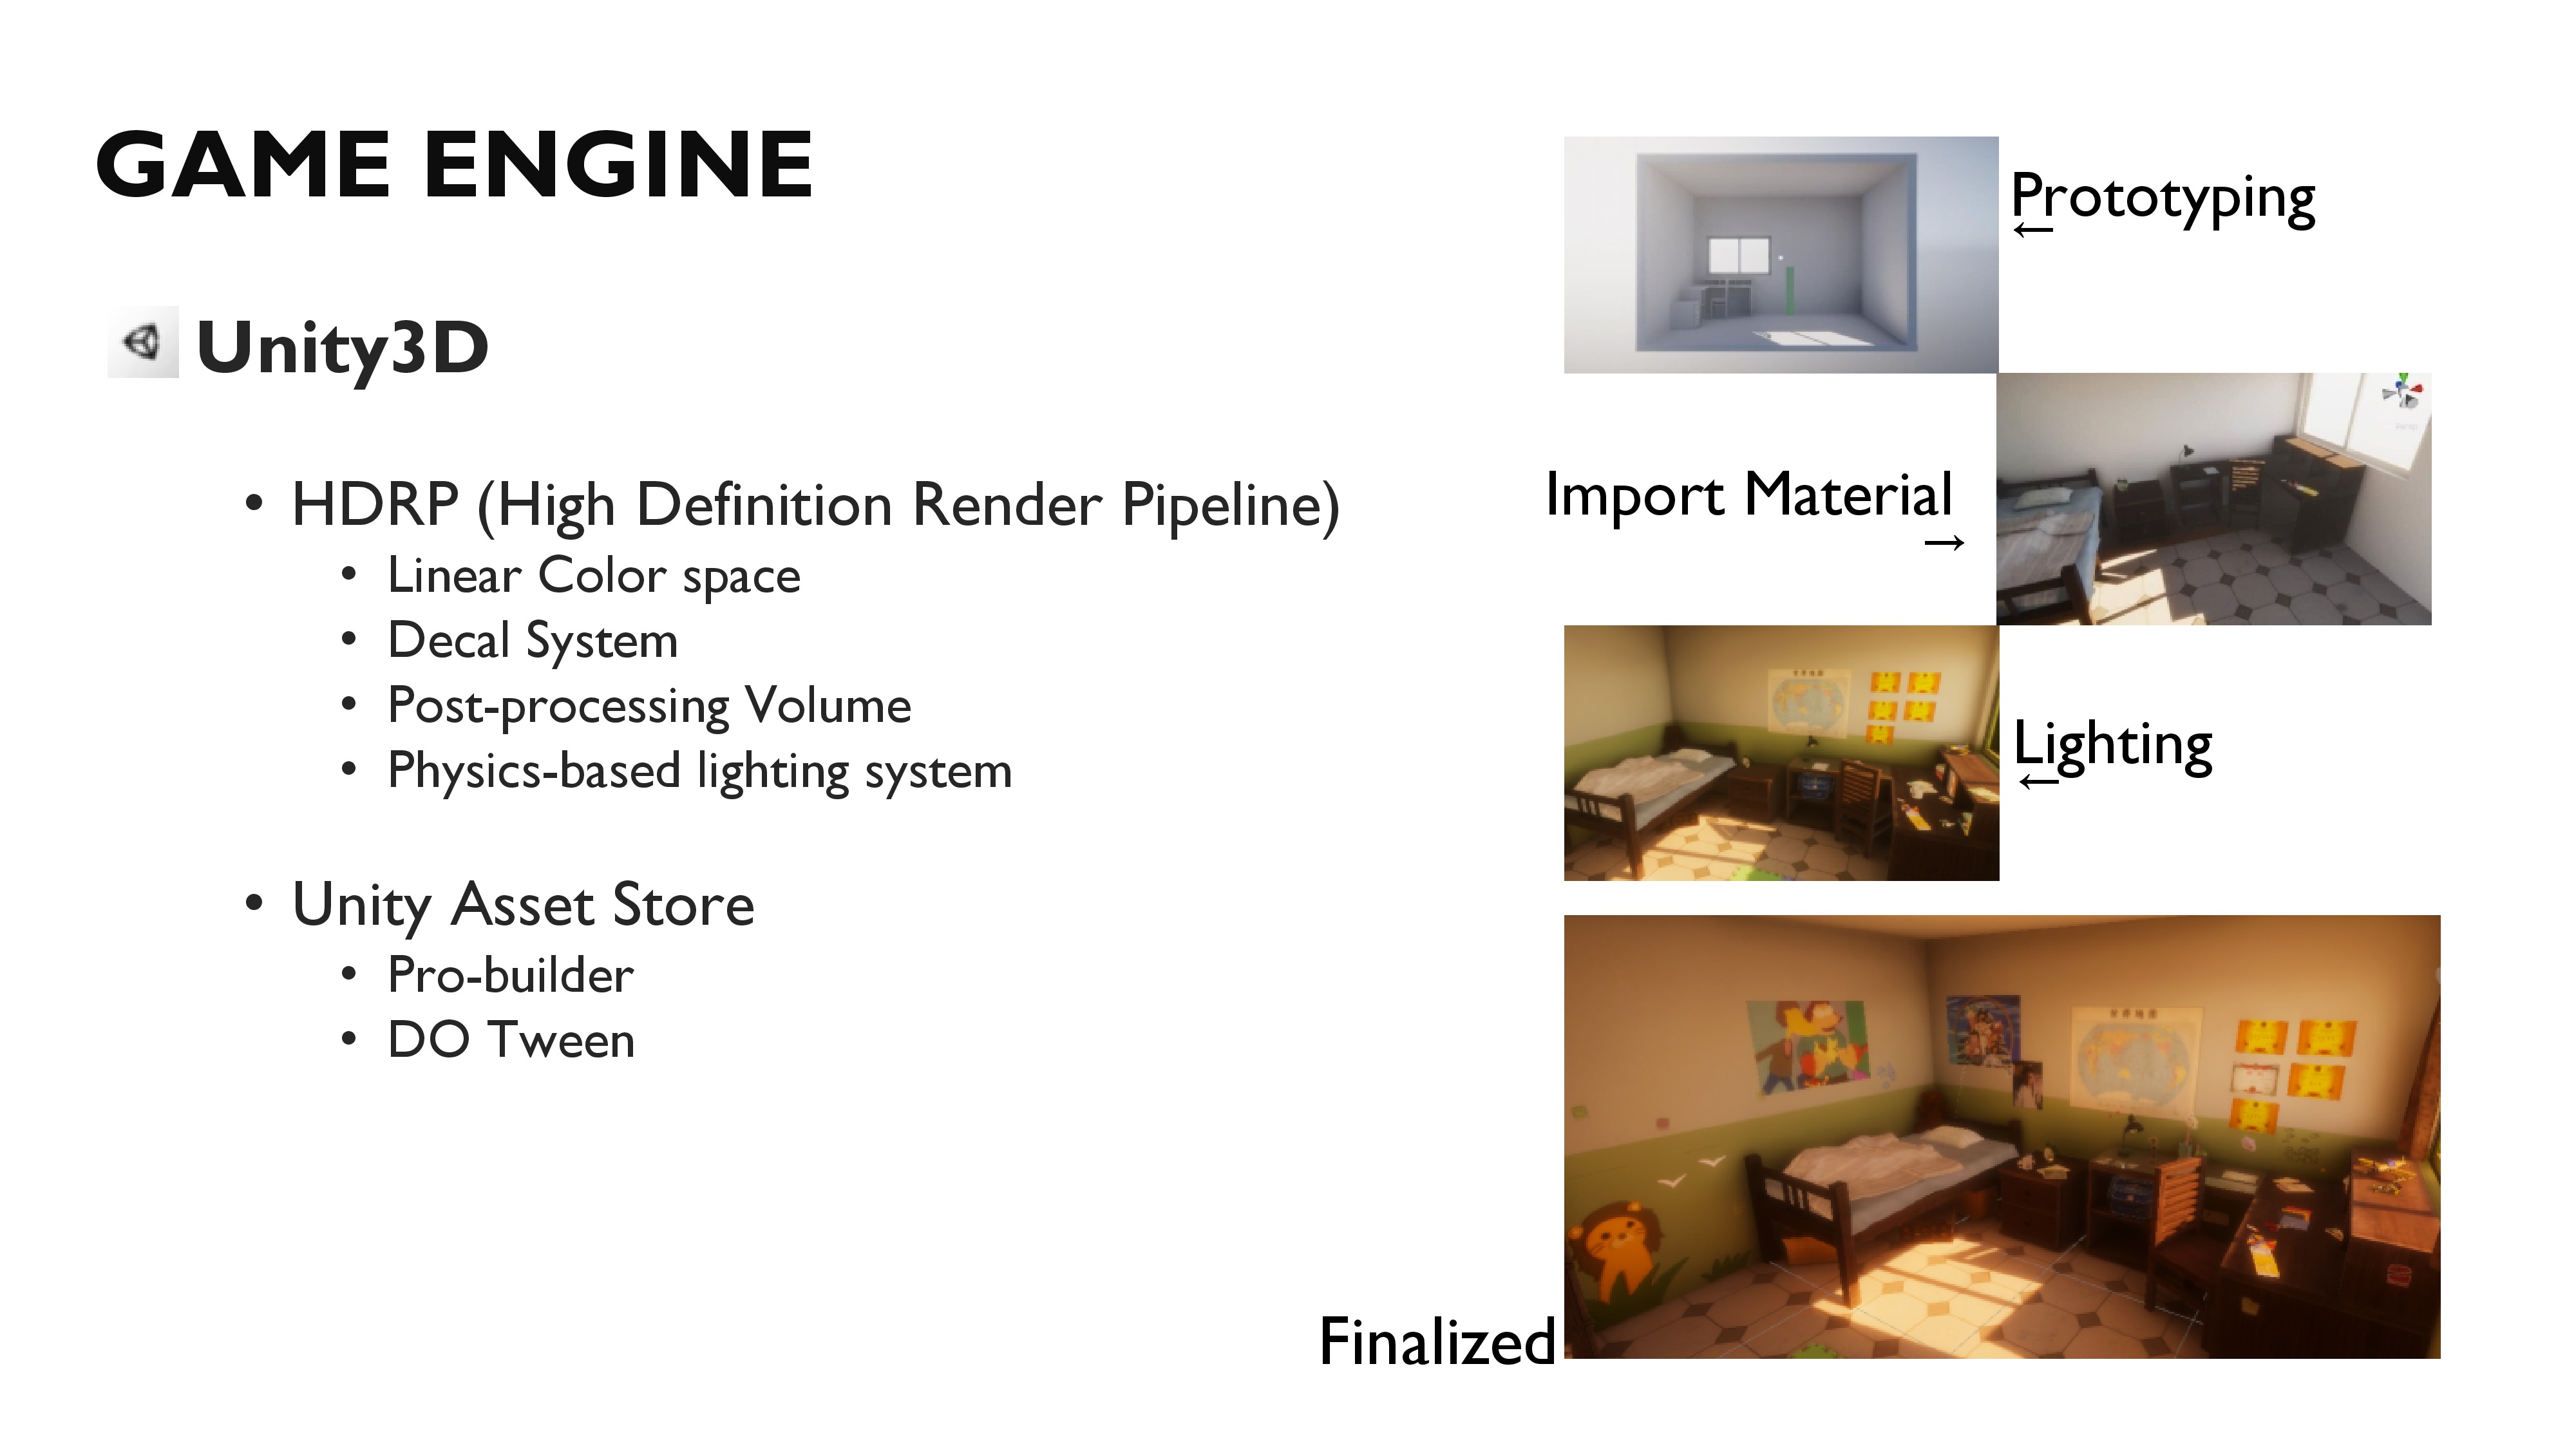 GAME ENGINE
Unity3D
• HDRP (High Definition Render Pipeline)
• Linear Color space
• Decal System
• Post-processing Volume
• Physics-based lighting system
• Unity Asset Store
• Pro-builder
• DO Tween
Prototyping
←
Import Material
→
Lighting
←
Finalized